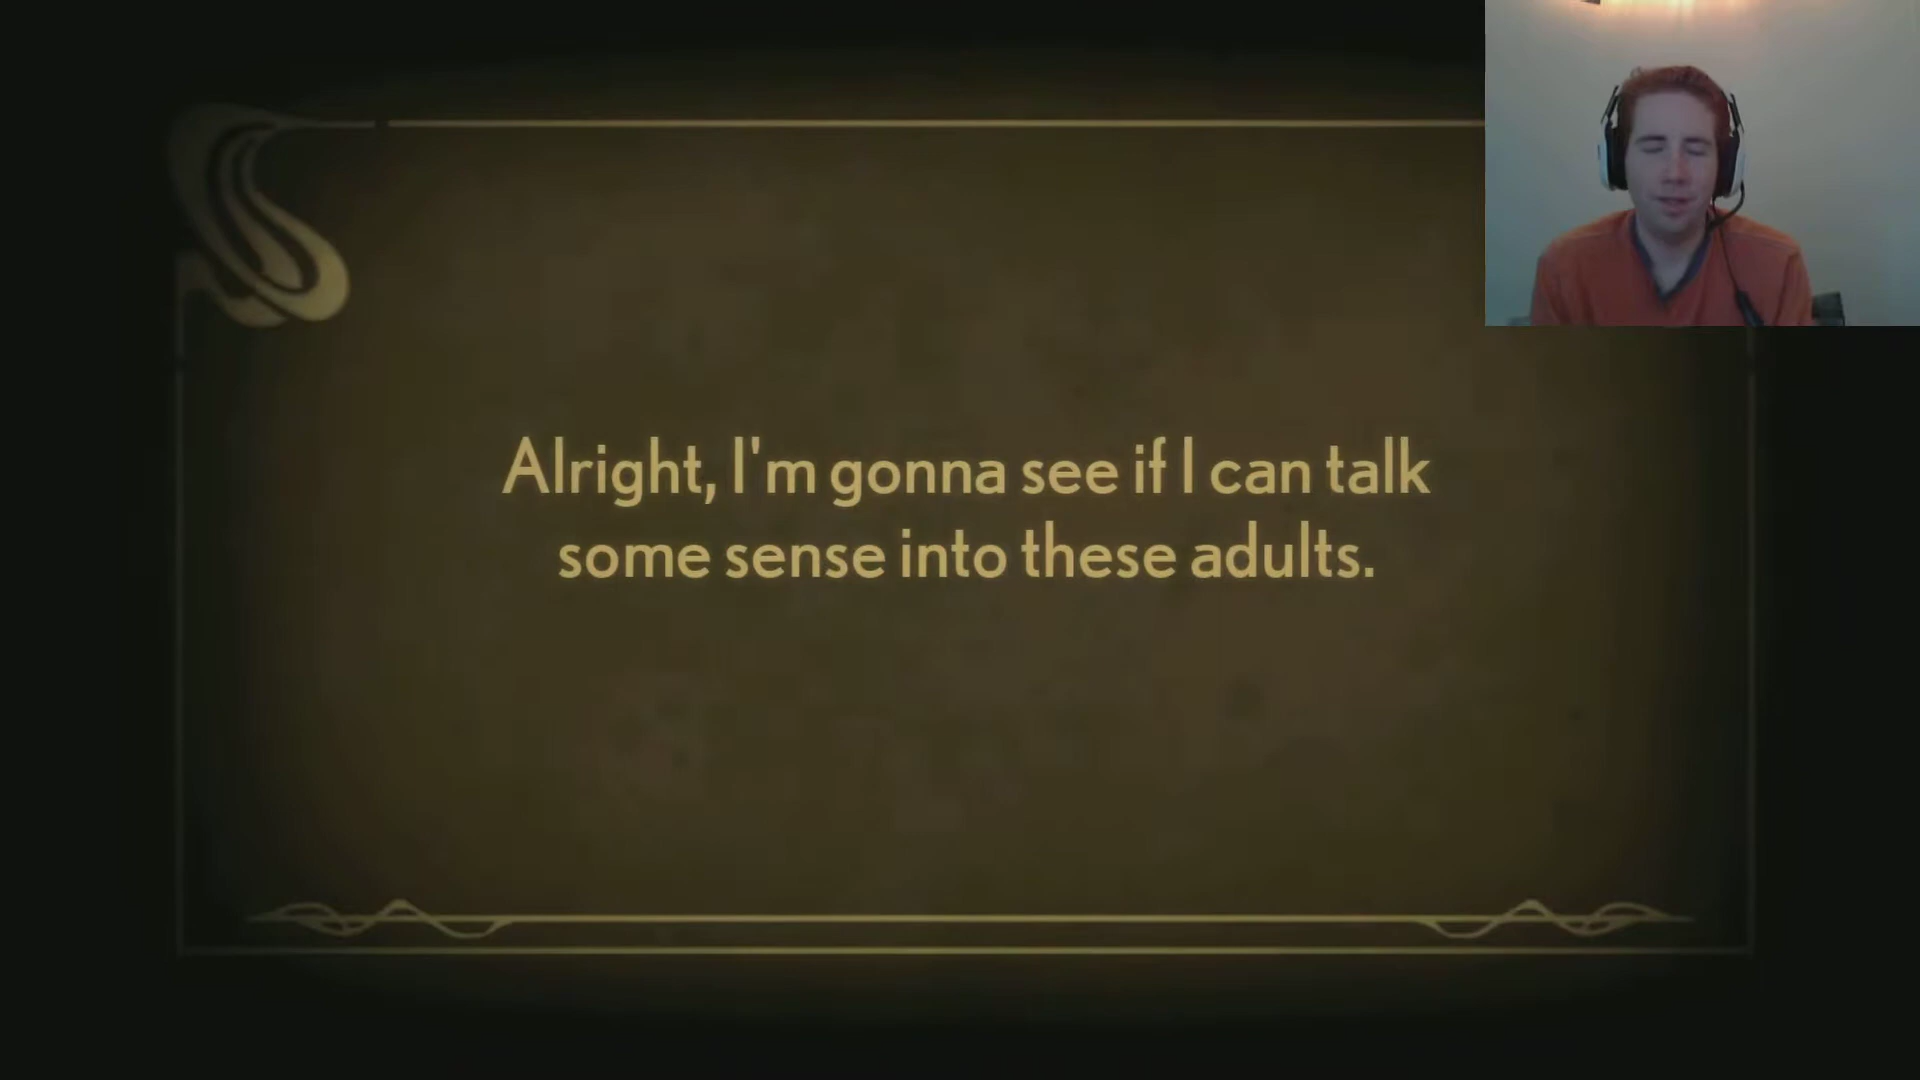 Alright, I'm gonna see if I can talk
some sense into these adults.